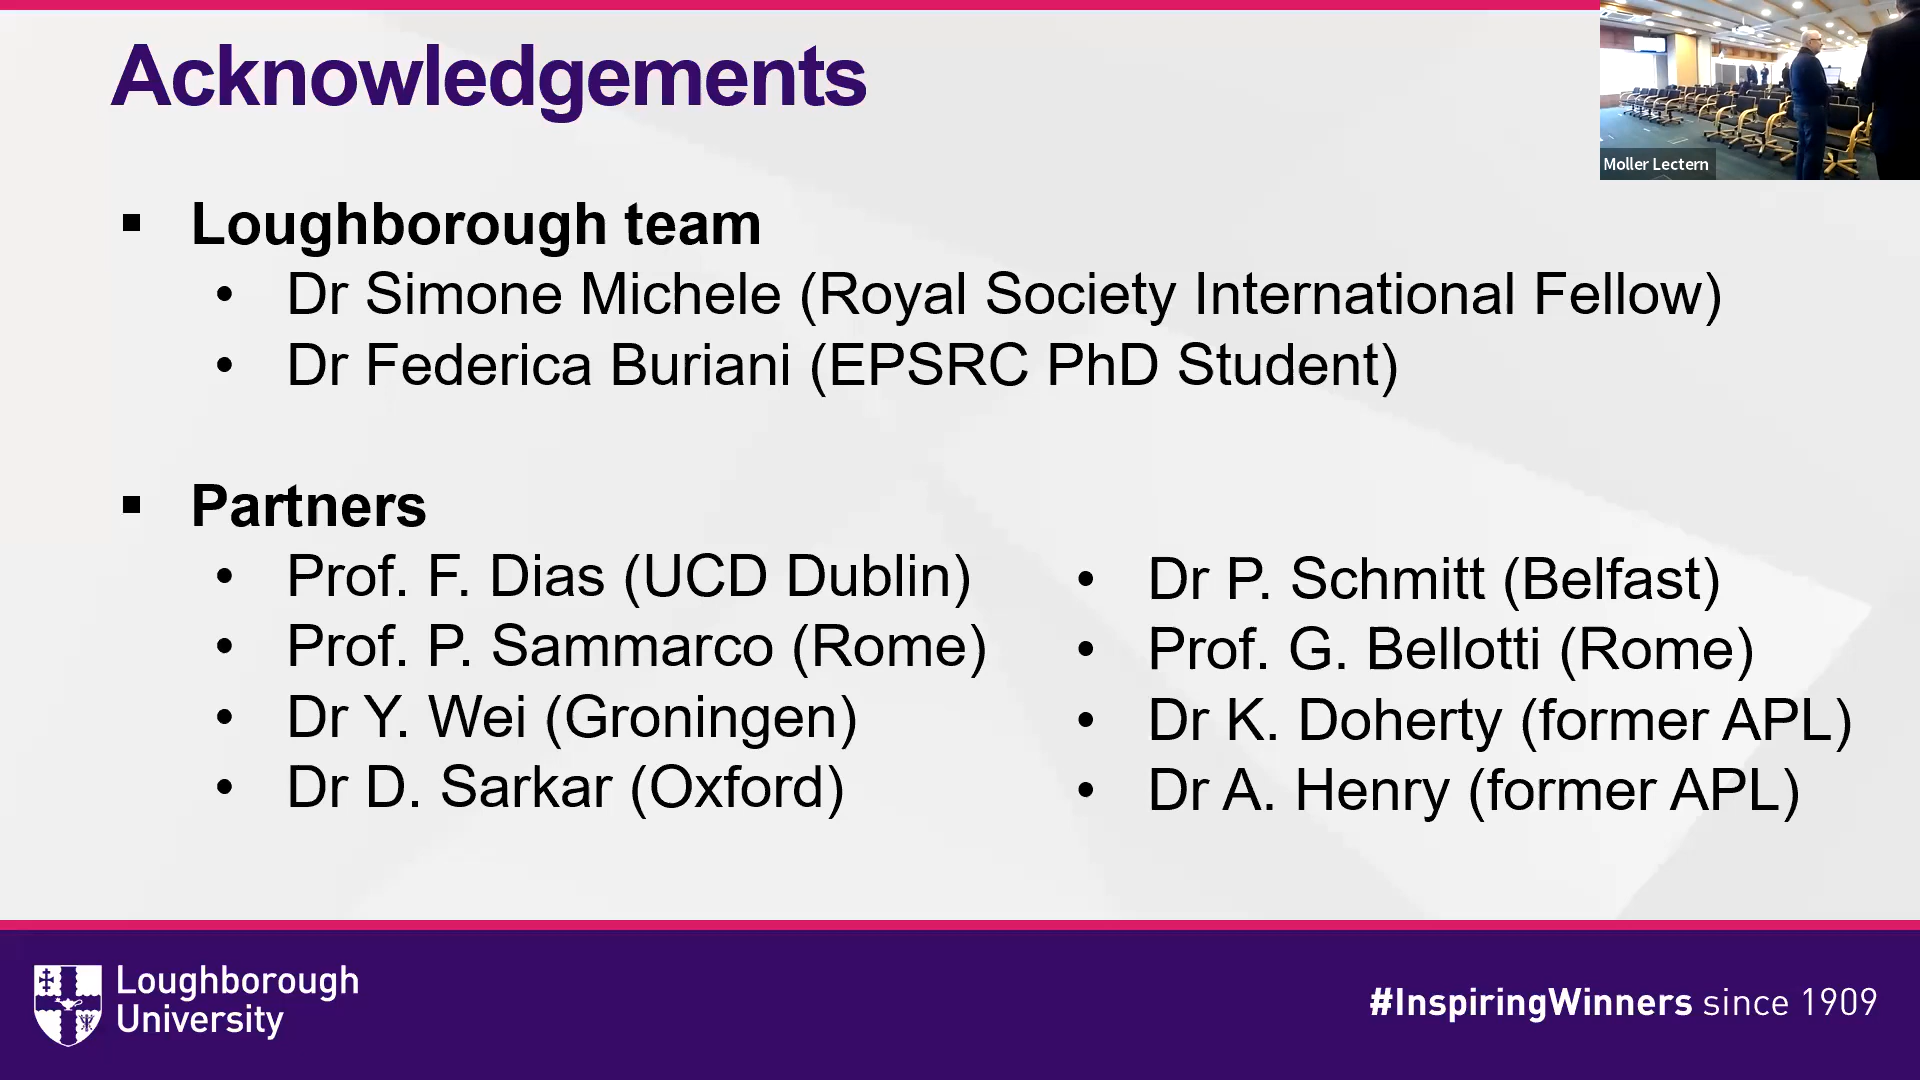 Acknowledgements
Moller Lectern
▪ Loughborough team
• Dr Simone Michele (Royal Society International Fellow)
• Dr Federica Buriani (EPSRC PhD Student)
▪ Partners
• Prof. F. Dias (UCD Dublin)
• Prof. P. Sammarco (Rome)
• Dr Y. Wei (Groningen)
• Dr D. Sarkar (Oxford)
• Dr P. Schmitt (Belfast)
• Prof. G. Bellotti (Rome)
• Dr K. Doherty (former APL)
• Dr A. Henry (former APL)
Loughborough
University
#InspiringWinners since 1909